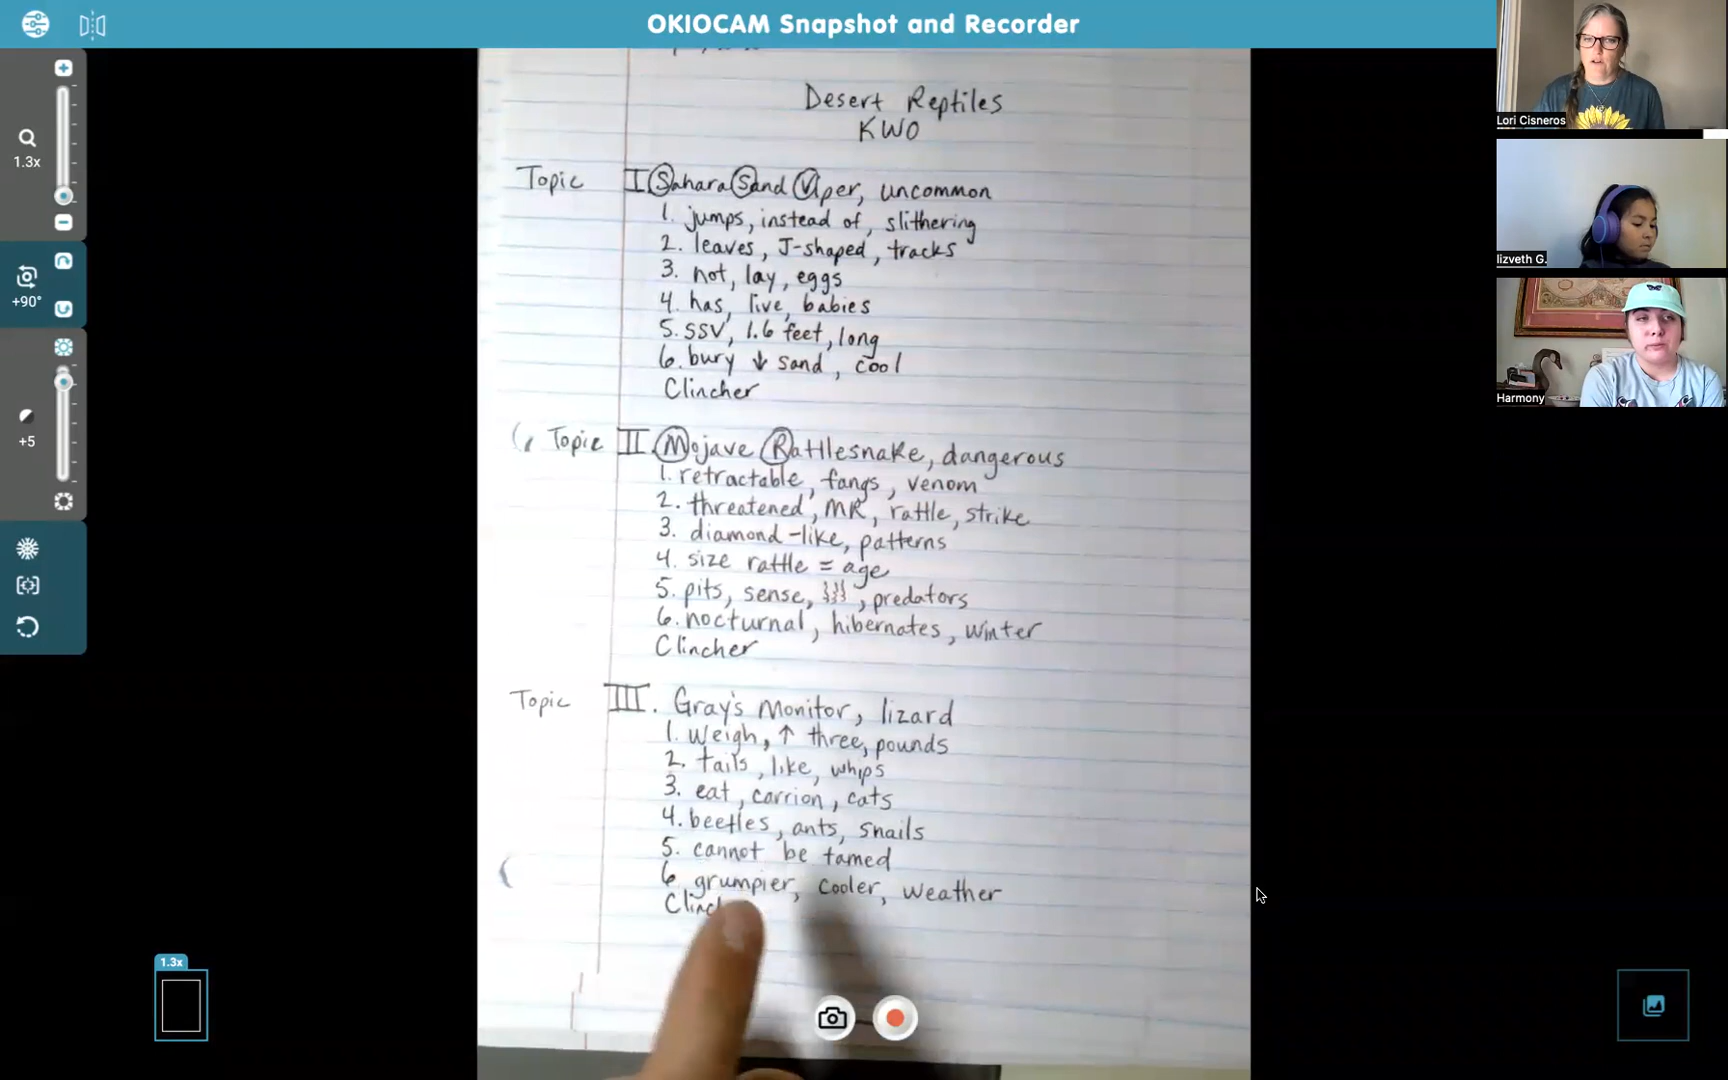 OKIOCAM Snapshot and Recorder
1.3x
+90°
+5
Lori Cisneros
lizveth G.
Harmony
Desert Reptiles
KWO
Topic I Sahara Sand Viper, uncommon
1. jumps, instead of, slithering
2. leaves, J-shaped, tracks
3. not, lay, eggs
4. has, live, babies
5. SSV, 1.6 feet, long
6. bury ↓ sand, cool
Clincher
Topic II. Mojave Rattlesnake, dangerous
1. retractable, fangs, venom
2. threatened, MR, rattle, strike
3. diamond-like, patterns
4. size rattle = age
5. pits, sense, , predators
6. nocturnal, hibernates, winter
Clincher
Topic III. Gray's Monitor, lizard
1. weigh, ↑ three, pounds
2. tails, like, whips
3. eat, carrion, cats
4. beetles, ants, snails
5. cannot be tamed
6. grumpier, cooler, weather
1.3x